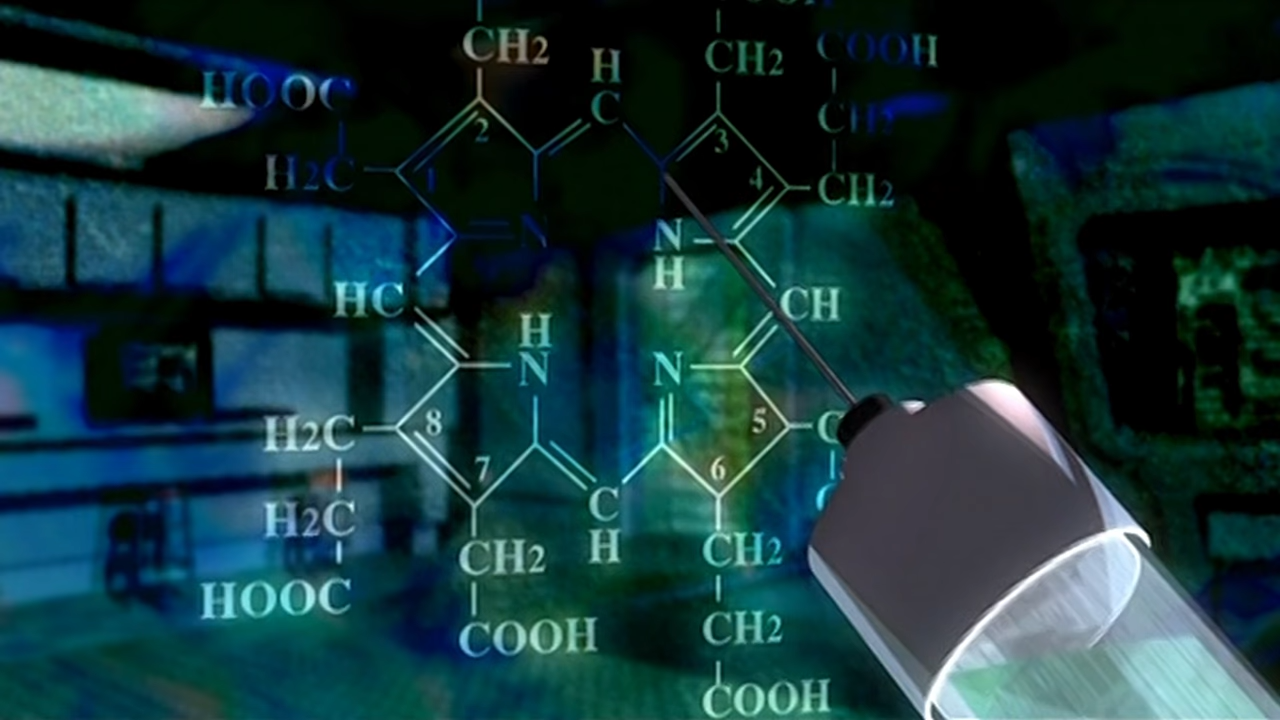 CH2 H CH2 COOH
HOOC C
2 3 CH2
H2C 1 4 CH2
N N
H
HC H CH
N N
H2C 8 5 C
7 6
H2C C
CH2 H CH2
HOOC
COOH CH2
COOH